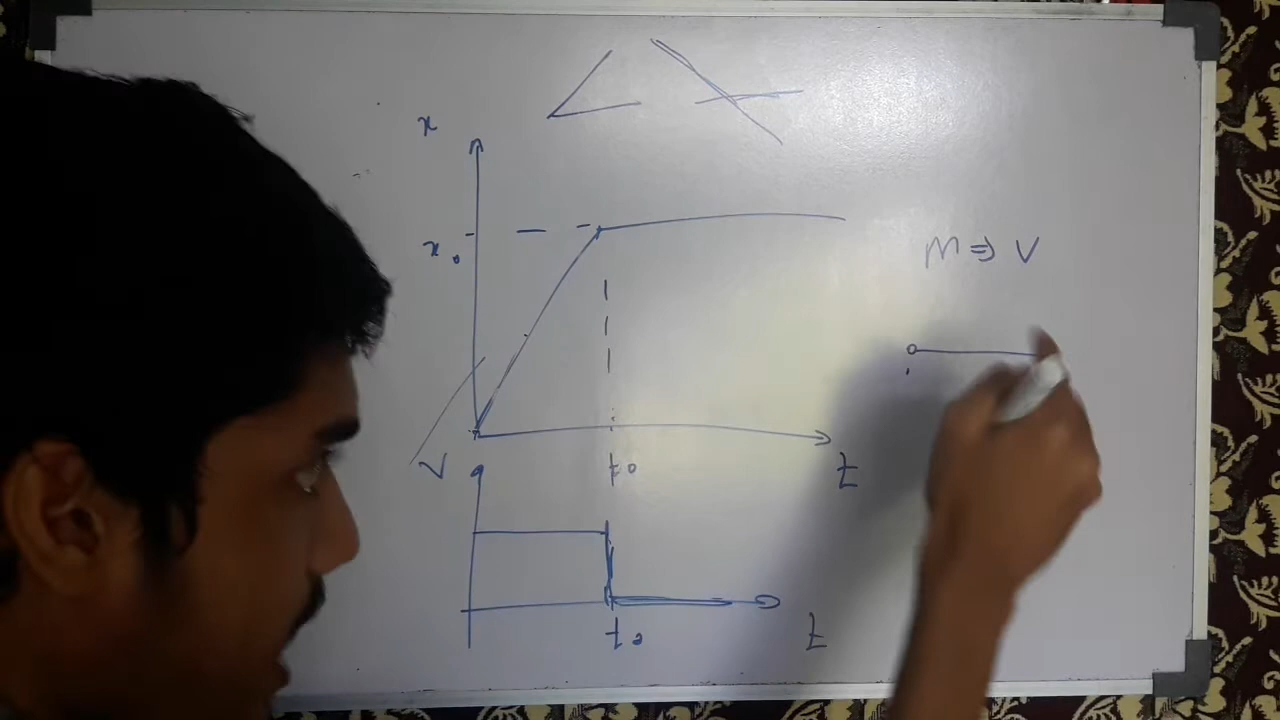 x
x₀
M ⇒ V
V
t₀
t
t₀
t